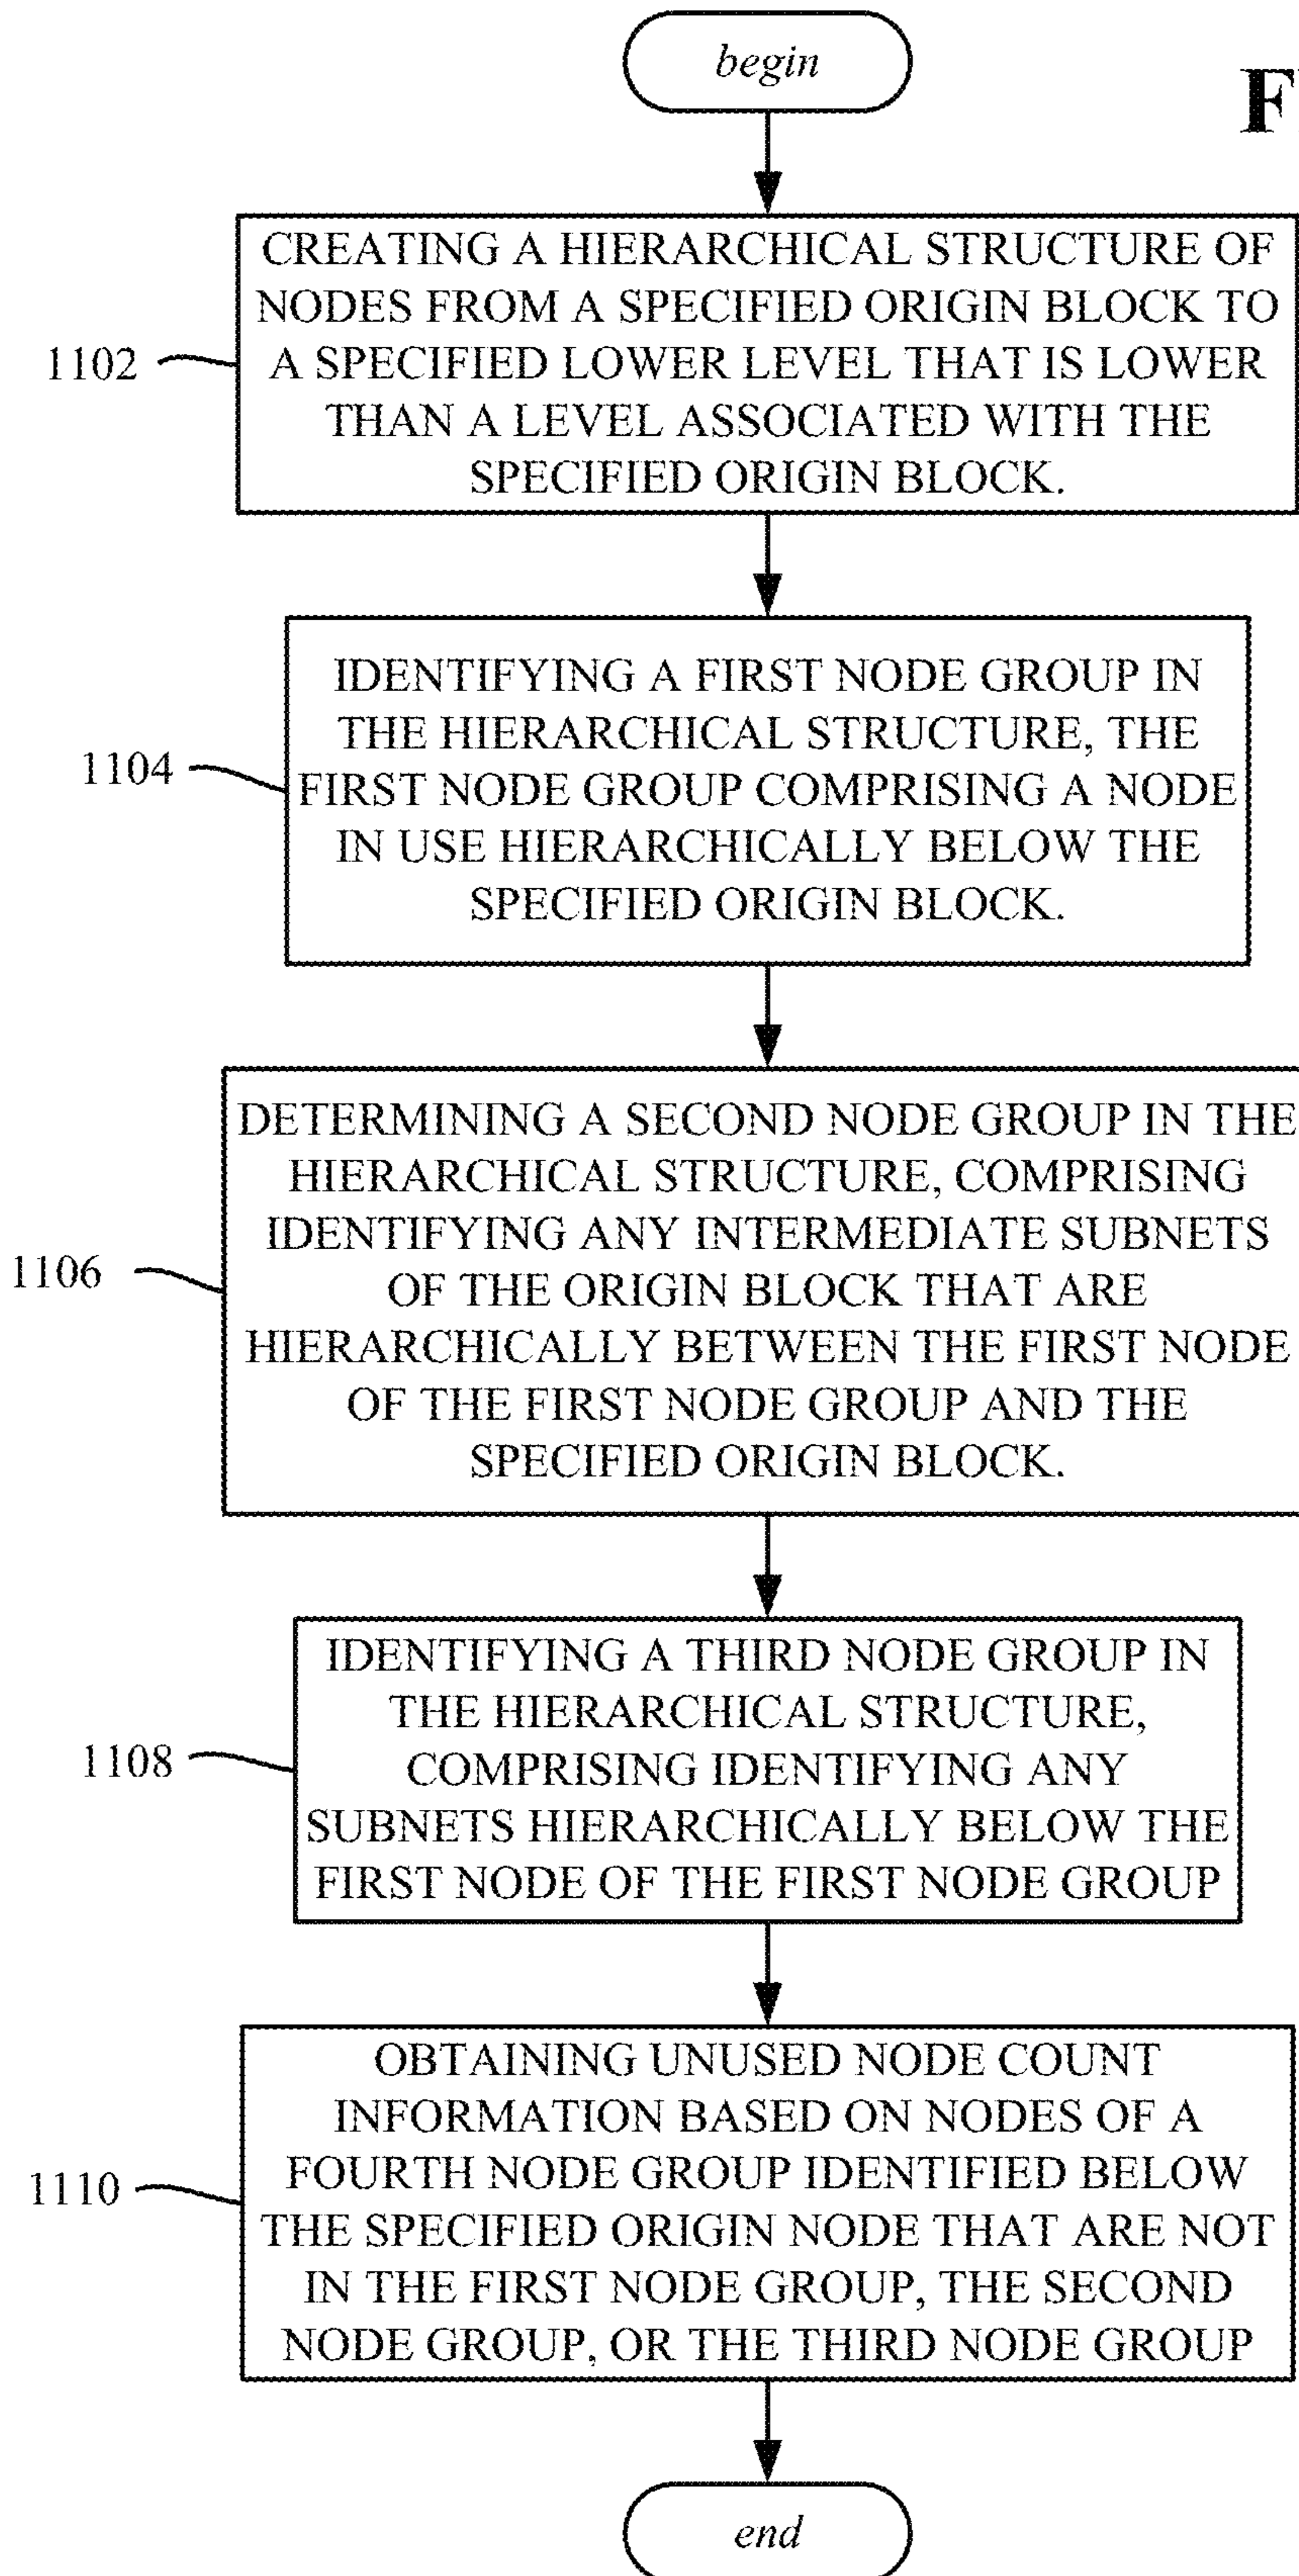 begin
F
CREATING A HIERARCHICAL STRUCTURE OF
NODES FROM A SPECIFIED ORIGIN BLOCK TO
A SPECIFIED LOWER LEVEL THAT IS LOWER
THAN A LEVEL ASSOCIATED WITH THE
SPECIFIED ORIGIN BLOCK.
1102
IDENTIFYING A FIRST NODE GROUP IN
THE HIERARCHICAL STRUCTURE, THE
FIRST NODE GROUP COMPRISING A NODE
IN USE HIERARCHICALLY BELOW THE
SPECIFIED ORIGIN BLOCK.
1104
DETERMINING A SECOND NODE GROUP IN THE
HIERARCHICAL STRUCTURE, COMPRISING
IDENTIFYING ANY INTERMEDIATE SUBNETS
OF THE ORIGIN BLOCK THAT ARE
HIERARCHICALLY BETWEEN THE FIRST NODE
OF THE FIRST NODE GROUP AND THE
SPECIFIED ORIGIN BLOCK.
1106
IDENTIFYING A THIRD NODE GROUP IN
THE HIERARCHICAL STRUCTURE,
COMPRISING IDENTIFYING ANY
SUBNETS HIERARCHICALLY BELOW THE
FIRST NODE OF THE FIRST NODE GROUP
1108
OBTAINING UNUSED NODE COUNT
INFORMATION BASED ON NODES OF A
FOURTH NODE GROUP IDENTIFIED BELOW
THE SPECIFIED ORIGIN NODE THAT ARE NOT
IN THE FIRST NODE GROUP, THE SECOND
NODE GROUP, OR THE THIRD NODE GROUP
1110
end